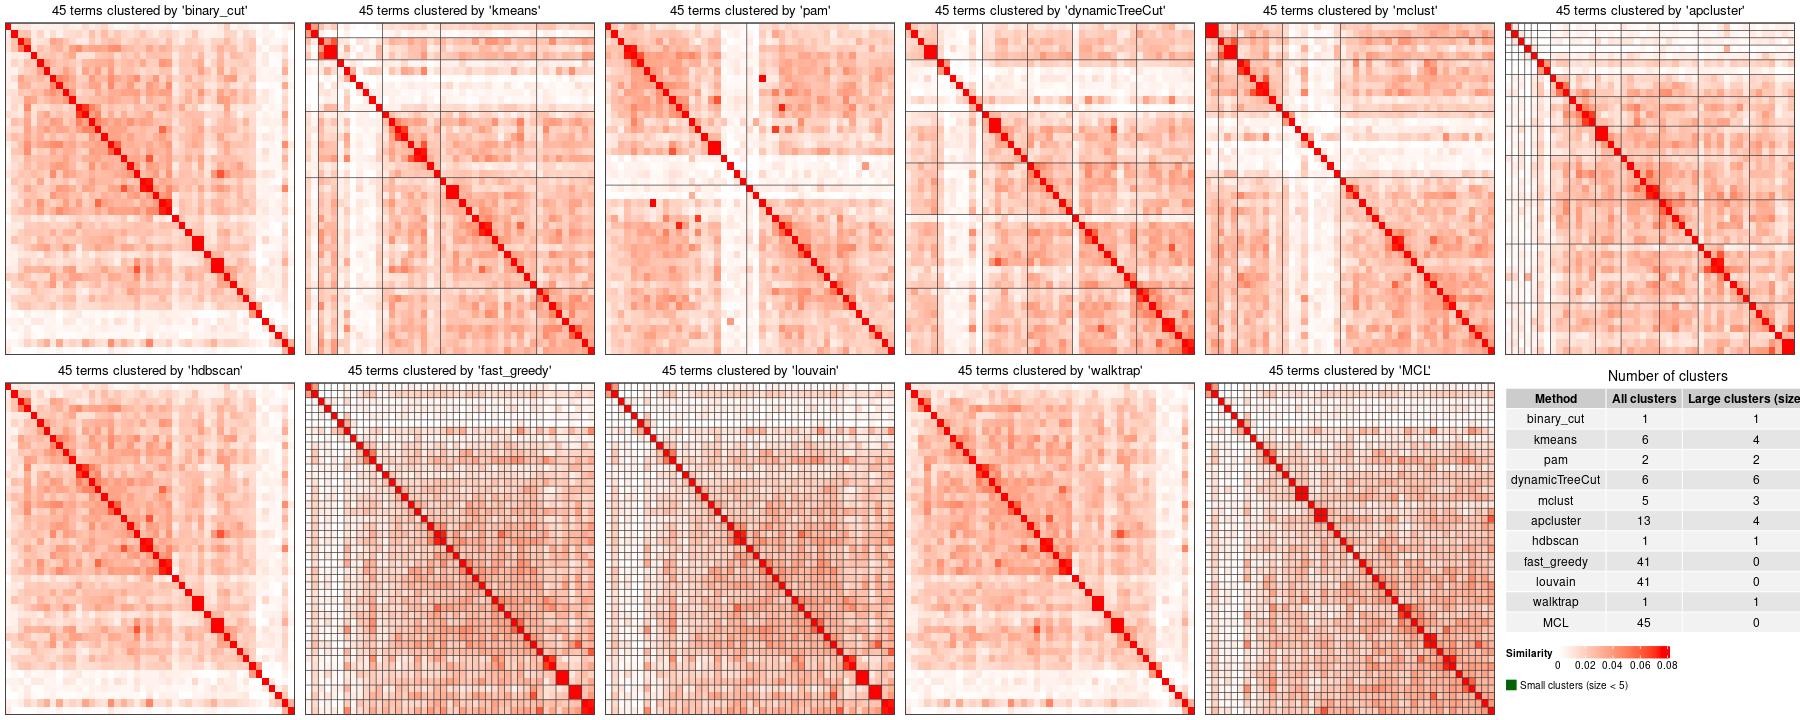 45 terms clustered by 'binary_cut'
45 terms clustered by 'kmeans'
45 terms clustered by 'pam'
45 terms clustered by 'dynamicTreeCut'
45 terms clustered by 'mclust'
45 terms clustered by 'apcluster'
45 terms clustered by 'hdbscan'
45 terms clustered by 'fast_greedy'
45 terms clustered by 'louvain'
45 terms clustered by 'walktrap'
45 terms clustered by 'MCL'
Number of clusters
Method All clusters Large clusters (size
binary_cut 1 1
kmeans 6 4
pam 2 2
dynamicTreeCut 6 6
mclust 5 3
apcluster 13 4
hdbscan 1 1
fast_greedy 41 0
louvain 41 0
walktrap 1 1
MCL 45 0
Similarity
0 0.02 0.04 0.06 0.08
Small clusters (size < 5)